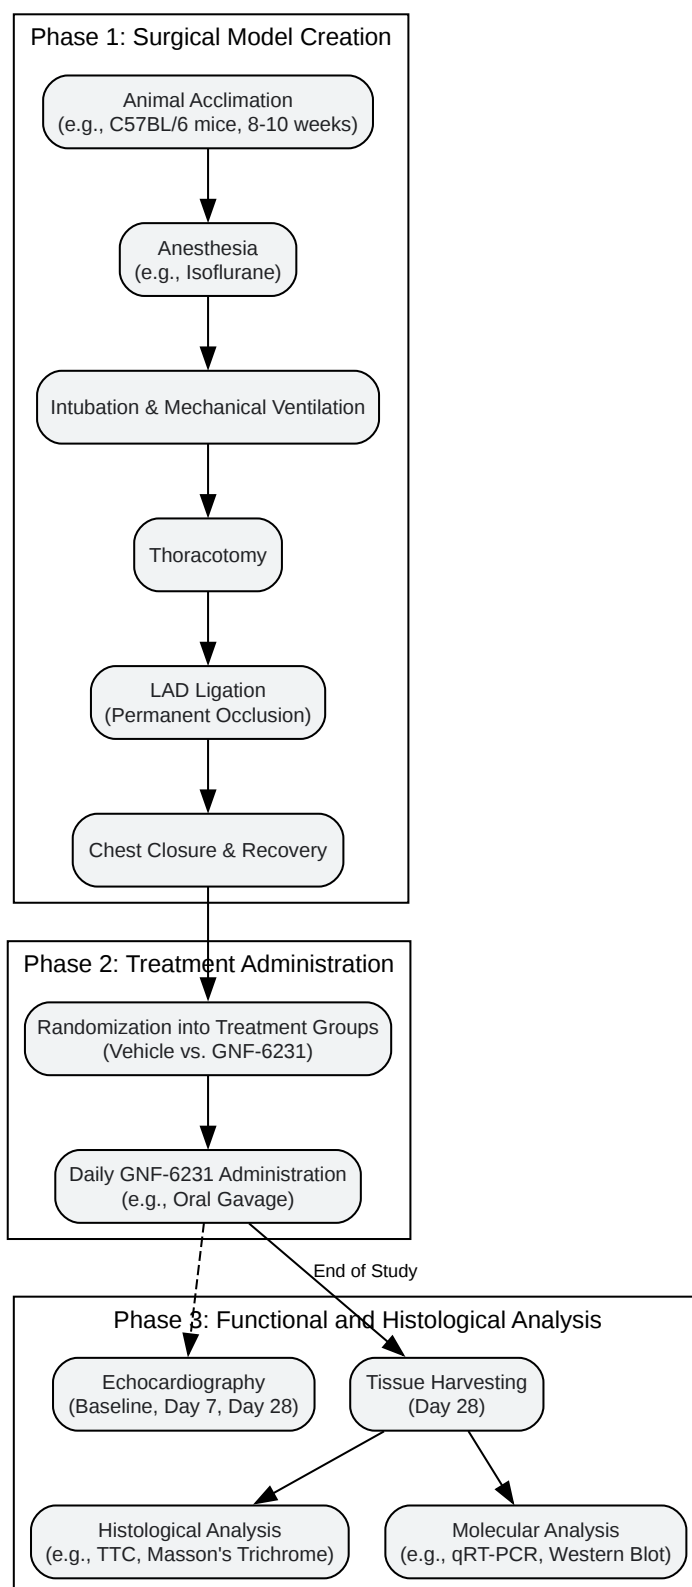 Phase 1: Surgical Model Creation
Animal Acclimation
(e.g., C57BL/6 mice, 8-10 weeks)
Anesthesia
(e.g., Isoflurane)
Intubation & Mechanical Ventilation
Thoracotomy
LAD Ligation
(Permanent Occlusion)
Chest Closure & Recovery
Phase 2: Treatment Administration
Randomization into Treatment Groups
(Vehicle vs. GNF-6231)
Daily GNF-6231 Administration
(e.g., Oral Gavage)
End of Study
Phase 3: Functional and Histological Analysis
Echocardiography
(Baseline, Day 7, Day 28)
Tissue Harvesting
(Day 28)
Histological Analysis
(e.g., TTC, Masson's Trichrome)
Molecular Analysis
(e.g., qRT-PCR, Western Blot)